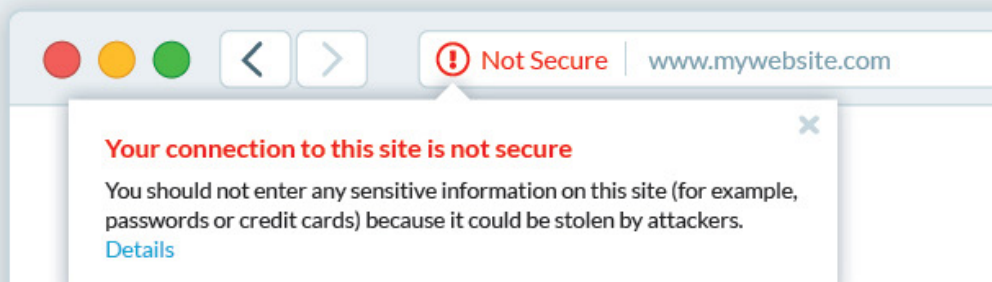 Not Secure www.mywebsite.com
Your connection to this site is not secure
You should not enter any sensitive information on this site (for example,
passwords or credit cards) because it could be stolen by attackers.
Details